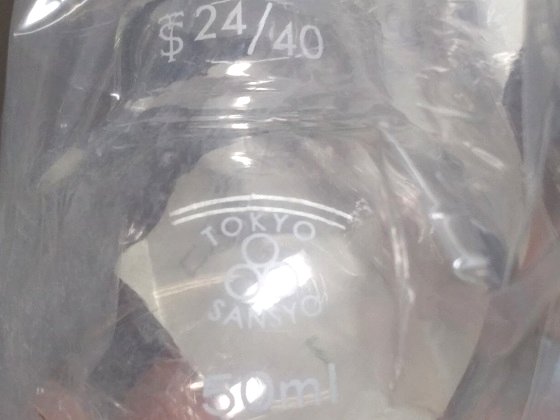 $ 24/40
TOKYO
SANSYO
50ml